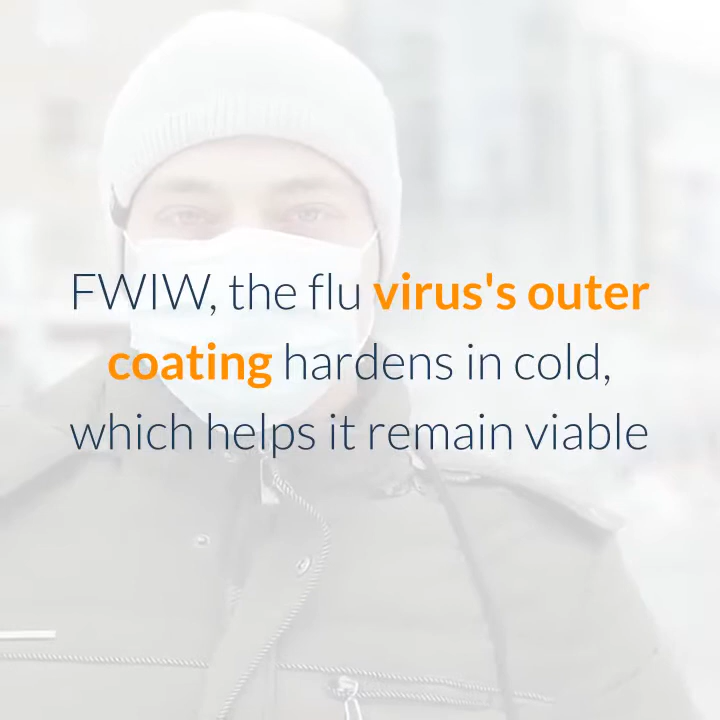 FWIW, the flu virus's outer
coating hardens in cold,
which helps it remain viable